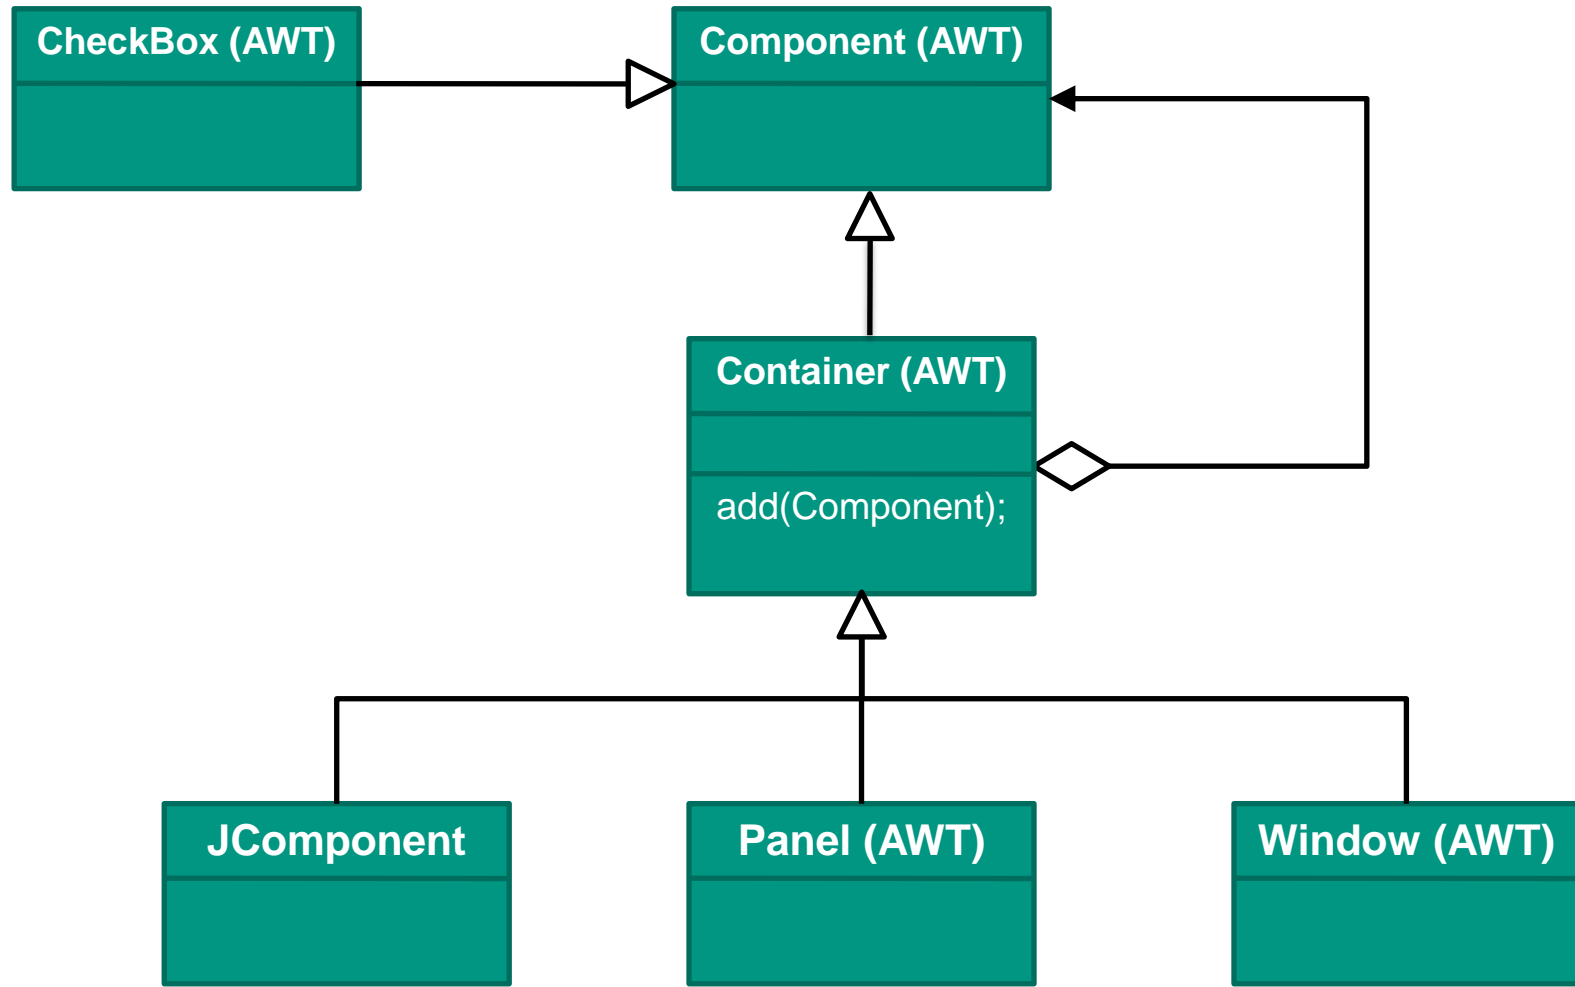 CheckBox (AWT)
Component (AWT)
Container (AWT)
add(Component);
JComponent
Panel (AWT)
Window (AWT)